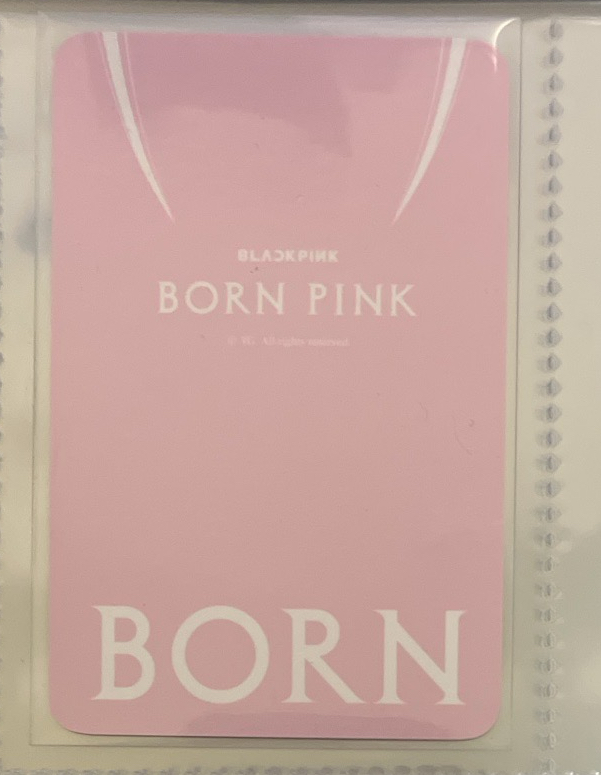 BLACKPINK
BORN PINK
© YG. All rights reserved.
BORN